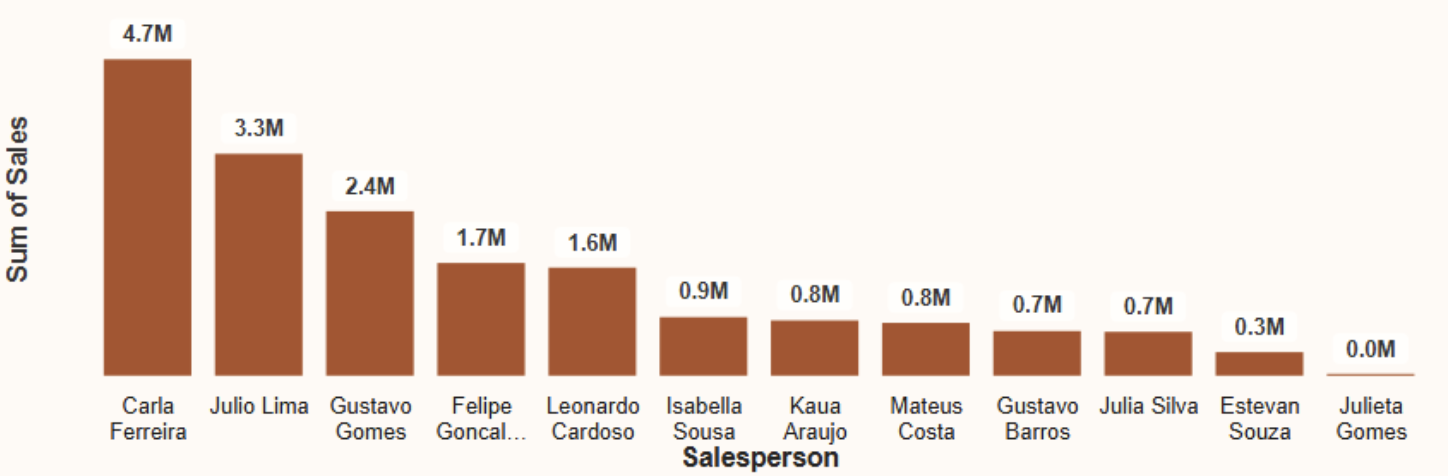 4.7M
3.3M
2.4M
1.7M
1.6M
0.9M
0.8M
0.8M
0.7M
0.7M
0.3M
0.0M
Sum of Sales
Carla
Ferreira
Julio Lima
Gustavo
Gomes
Felipe
Goncal...
Leonardo
Cardoso
Isabella
Sousa
Kaua
Araujo
Mateus
Costa
Gustavo
Barros
Julia Silva
Estevan
Souza
Julieta
Gomes
Salesperson